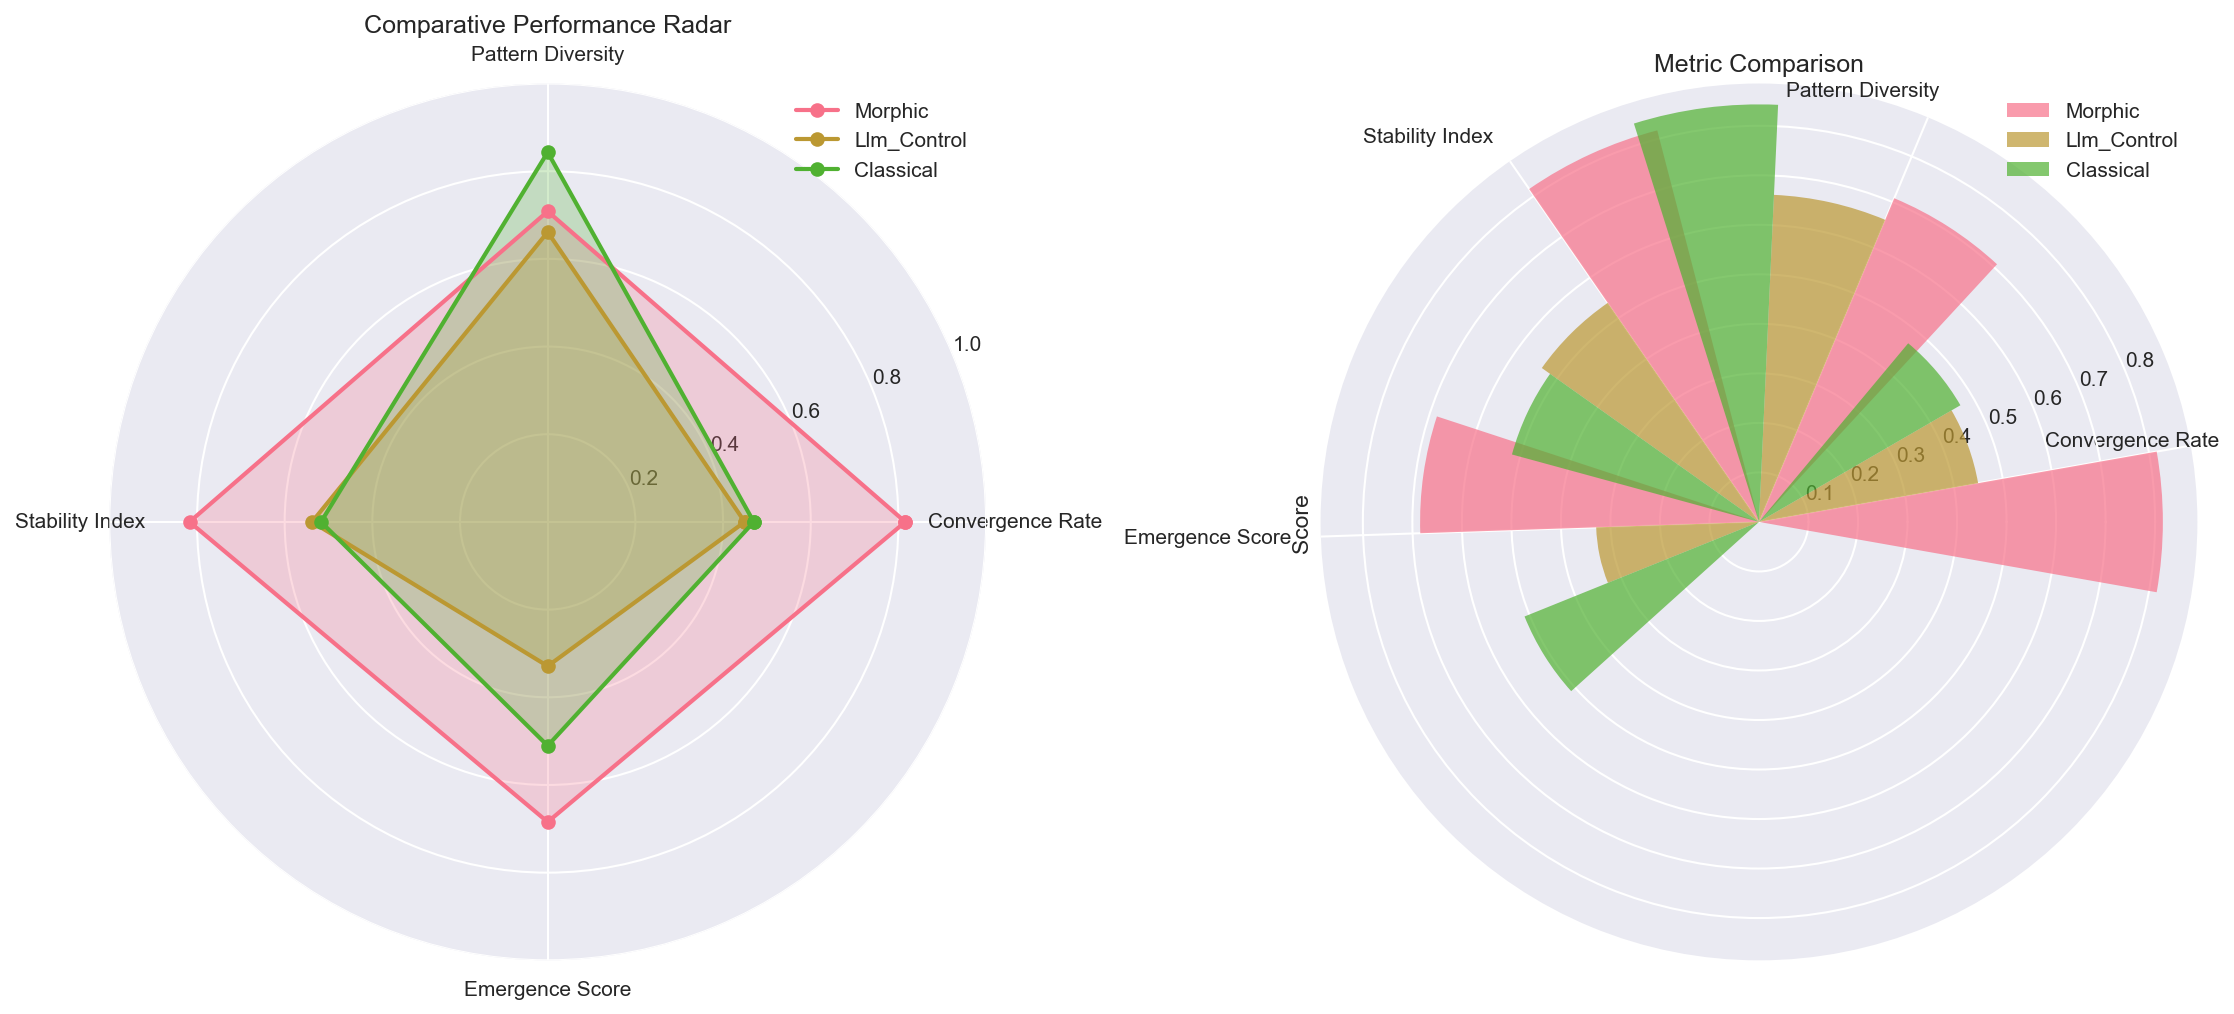 Comparative Performance Radar
Pattern Diversity
Morphic
Llm_Control
Classical
1.0
0.8
0.6
0.4
0.2
Stability Index
Convergence Rate
Emergence Score
Metric Comparison
Pattern Diversity
Stability Index
Morphic
Llm_Control
Classical
0.8
0.7
0.6
0.5
0.4
0.3
0.2
0.1
Convergence Rate
Emergence Score
Score